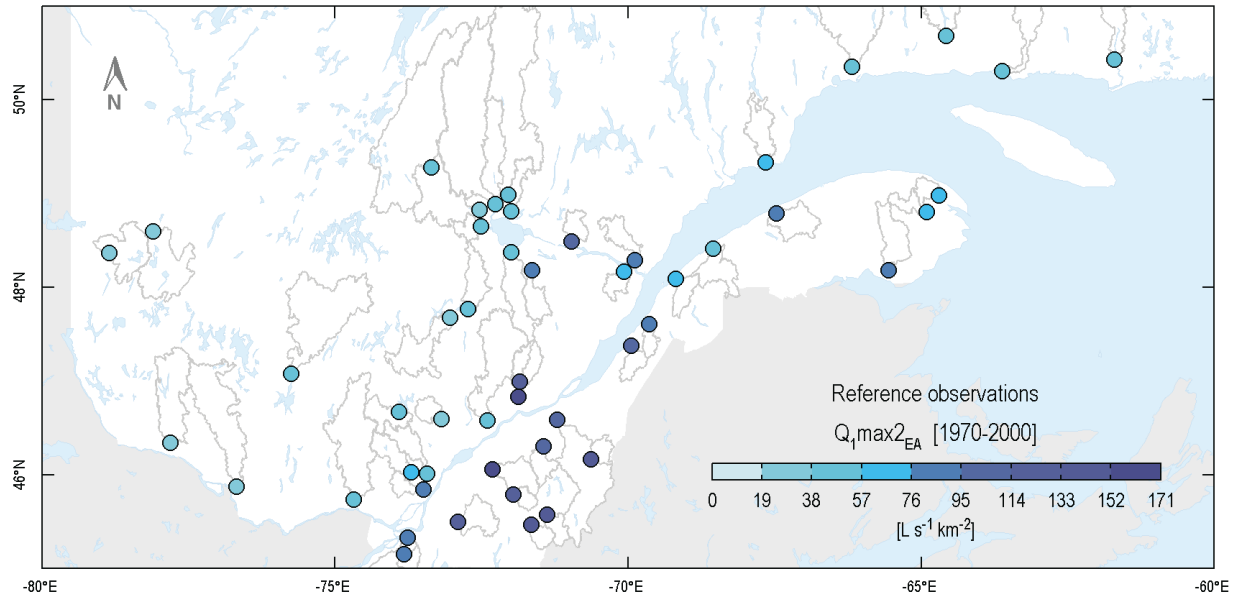 50°N
48°N
46°N
N
Reference observations
Q₁max2EA [1970-2000]
0 19 38 57 76 95 114 133 152 171
[L s⁻¹ km⁻²]
-80°E -75°E -70°E -65°E -60°E